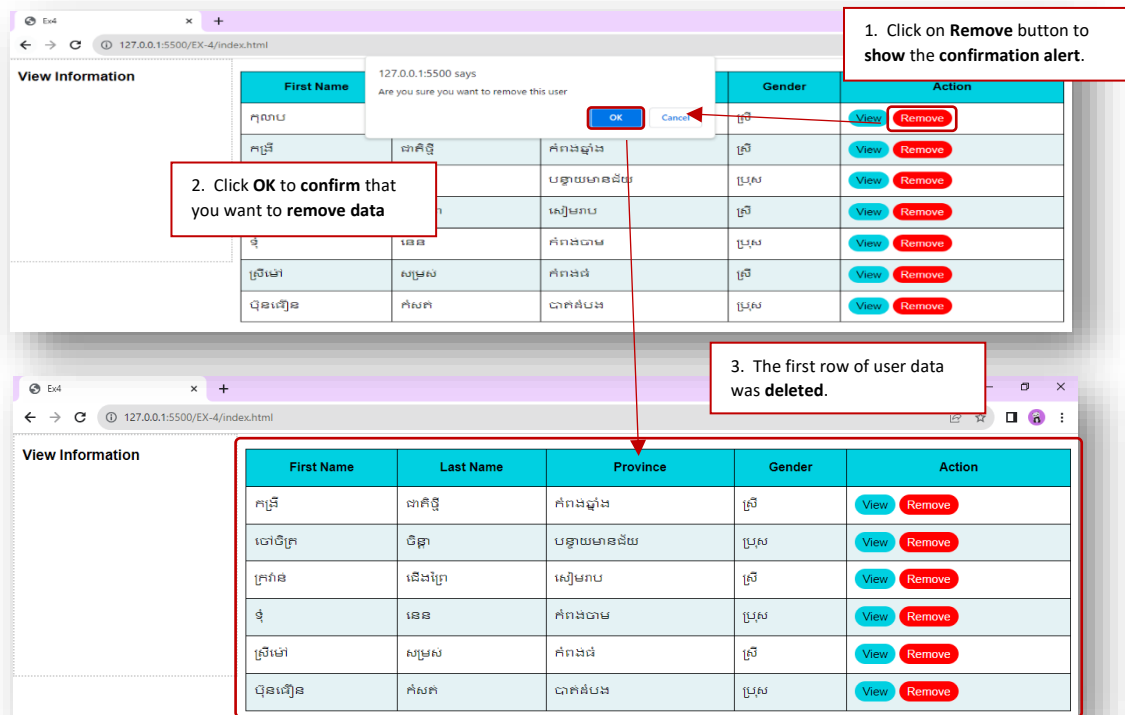 Ex4
127.0.0.1:5500/EX-4/index.html
1. Click on Remove button to
show the confirmation alert.
View Information
127.0.0.1:5500 says
Are you sure you want to remove this user
OK Cancel
First Name Gender Action
កុលាប ស្រី View Remove
កង្រី ជាតិថ្មី កំពង់ឆ្នាំង ស្រី View Remove
2. Click OK to confirm that
you want to remove data
បន្ទាយមានជ័យ ប្រុស View Remove
សៀមរាប ស្រី View Remove
ទុំ នេន កំពង់ចាម ប្រុស View Remove
ស្រីម៉ៅ សម្រស់ កំពង់ធំ ស្រី View Remove
ប៊ុនធឿន កំសត់ បាត់ដំបង ប្រុស View Remove
3. The first row of user data
was deleted.
Ex4
127.0.0.1:5500/EX-4/index.html
View Information
First Name Last Name Province Gender Action
កង្រី ជាតិថ្មី កំពង់ឆ្នាំង ស្រី View Remove
ចៅចិត្រ ចិន្តា បន្ទាយមានជ័យ ប្រុស View Remove
ក្រវ៉ាន់ ជើងព្រៃ សៀមរាប ស្រី View Remove
ទុំ នេន កំពង់ចាម ប្រុស View Remove
ស្រីម៉ៅ សម្រស់ កំពង់ធំ ស្រី View Remove
ប៊ុនធឿន កំសត់ បាត់ដំបង ប្រុស View Remove